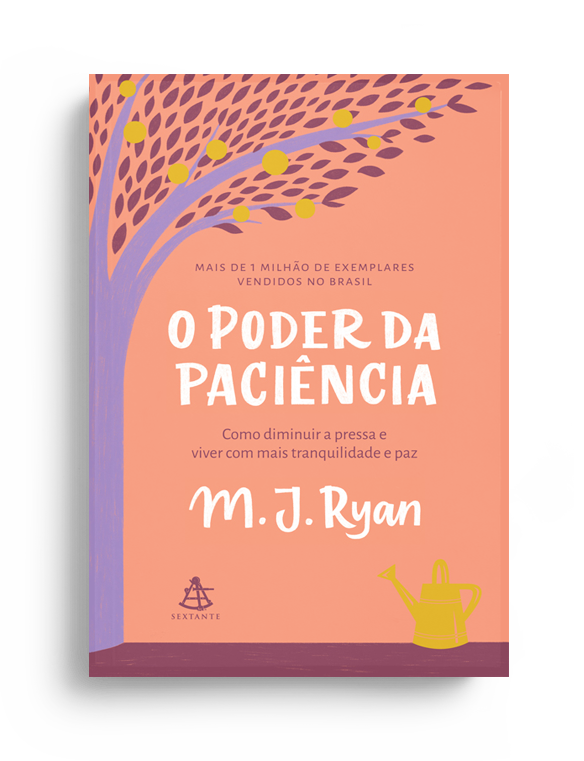 MAIS DE 1 MILHÃO DE EXEMPLARES
VENDIDOS NO BRASIL
O PODER DA
PACIÊNCIA
Como diminuir a pressa e
viver com mais tranquilidade e paz
M. J. Ryan
SEXTANTE